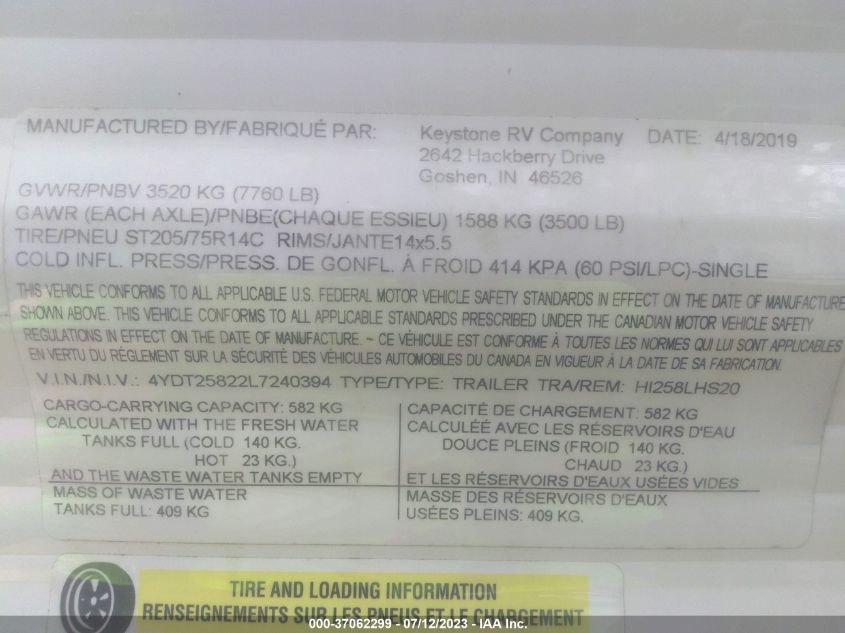 MANUFACTURED BY/FABRIQUÉ PAR: Keystone RV Company DATE: 4/18/2019
2642 Hackberry Drive
Goshen, IN 46526
GVWR/PNBV 3520 KG (7760 LB)
GAWR (EACH AXLE)/PNBE(CHAQUE ESSIEU) 1588 KG (3500 LB)
TIRE/PNEU ST205/75R14C RIMS/JANTE14x5.5
COLD INFL. PRESS/PRESS. DE GONFL. À FROID 414 KPA (60 PSI/LPC)-SINGLE
THIS VEHICLE CONFORMS TO ALL APPLICABLE U.S. FEDERAL MOTOR VEHICLE SAFETY STANDARDS IN EFFECT ON THE DATE OF MANUFACTURE
SHOWN ABOVE. THIS VEHICLE CONFORMS TO ALL APPLICABLE STANDARDS PRESCRIBED UNDER THE CANADIAN MOTOR VEHICLE SAFETY
REGULATIONS IN EFFECT ON THE DATE OF MANUFACTURE. ~ CE VÉHICULE EST CONFORME À TOUTES LES NORMES QUI LUI SONT APPLICABLES
EN VERTU DU RÉGLEMENT SUR LA SÉCURITÉ DES VÉHICULES AUTOMOBILES DU CANADA EN VIGUEUR À LA DATE DE SA FABRICATION.
V.I.N./N.I.V.: 4YDT25822L7240394 TYPE/TYPE: TRAILER TRA/REM: HI258LHS20
CARGO-CARRYING CAPACITY: 582 KG
CALCULATED WITH THE FRESH WATER
TANKS FULL (COLD 140 KG.
HOT 23 KG.)
AND THE WASTE WATER TANKS EMPTY
MASS OF WASTE WATER
TANKS FULL: 409 KG
CAPACITÉ DE CHARGEMENT: 582 KG
CALCULÉE AVEC LES RÉSERVOIRS D'EAU
DOUCE PLEINS (FROID 140 KG.
CHAUD 23 KG.)
ET LES RÉSERVOIRS D'EAUX USÉES VIDES
MASSE DES RÉSERVOIRS D'EAUX
USÉES PLEINS: 409 KG.
TIRE AND LOADING INFORMATION
RENSEIGNEMENTS SUR LES PNEUS ET LE CHARGEMENT
000-37062299 - 07/12/2023 - IAA Inc.